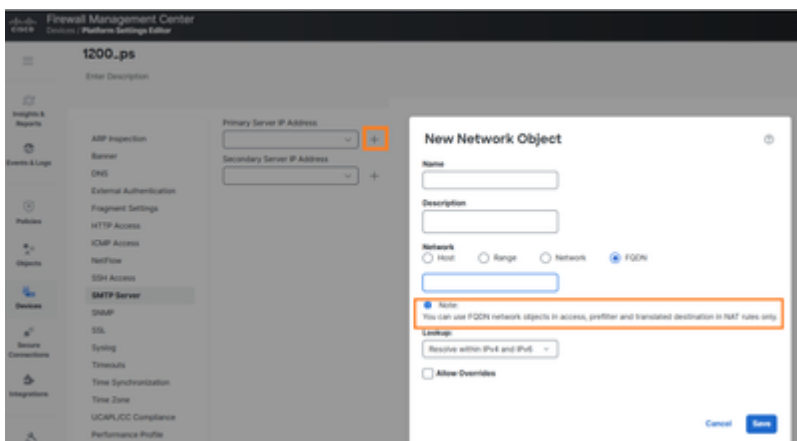 CISCO
Firewall Management Center
Devices / Platform Settings Editor
1200_ps
Enter Description
Insights & Reports
Events & Logs
Policies
Objects
Devices
Secure Connections
Integrations
ARP Inspection
Banner
DNS
External Authentication
Fragment Settings
HTTP Access
ICMP Access
NetFlow
SSH Access
SMTP Server
SNMP
SSL
Syslog
Timeouts
Time Synchronization
Time Zone
UCAPL/CC Compliance
Performance Profile
Primary Server IP Address
Secondary Server IP Address
New Network Object
Name
Description
Network
Host Range Network FQDN
Note:
You can use FQDN network objects in access, prefilter and translated destination in NAT rules only.
Lookup:
Resolve within IPv4 and IPv6
Allow Overrides
Cancel Save